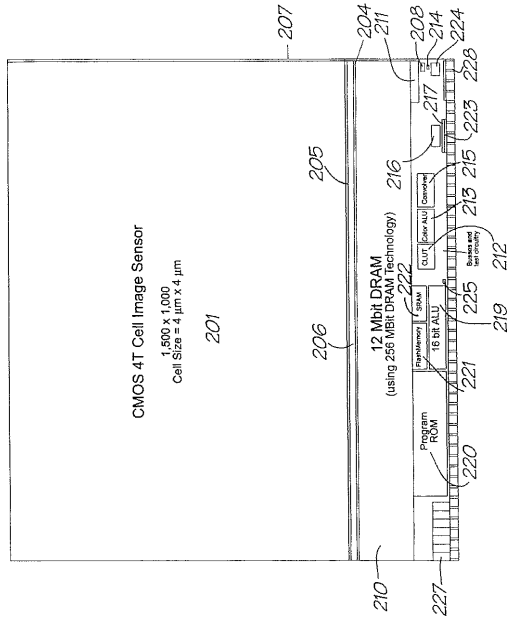 207
204
208
214
224
211
228
217
223
205
216
215
213
212
CMOS 4T Cell Image Sensor
1,500 x 1,000
Cell Size = 4 µm x 4 µm
201
206
12 Mbit DRAM
(using 256 MBit DRAM Technology)
222
Convolver
Color ALU
CLUT
Busses and
test circuitry
225
SRAM
FlashMemory
16 bit ALU
219
221
Program
ROM
220
210
227